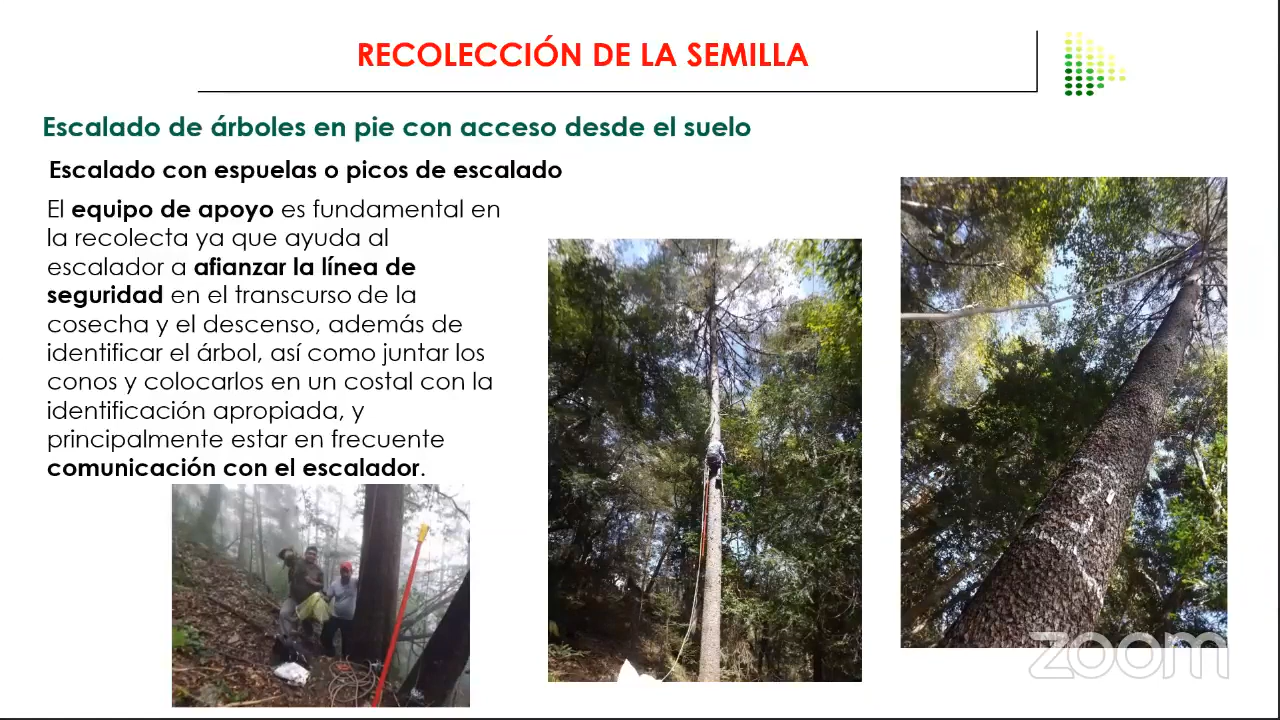 RECOLECCIÓN DE LA SEMILLA
Escalado de árboles en pie con acceso desde el suelo
Escalado con espuelas o picos de escalado
El equipo de apoyo es fundamental en
la recolecta ya que ayuda al
escalador a afianzar la línea de
seguridad en el transcurso de la
cosecha y el descenso, además de
identificar el árbol, así como juntar los
conos y colocarlos en un costal con la
identificación apropiada, y
principalmente estar en frecuente
comunicación con el escalador.
zoom